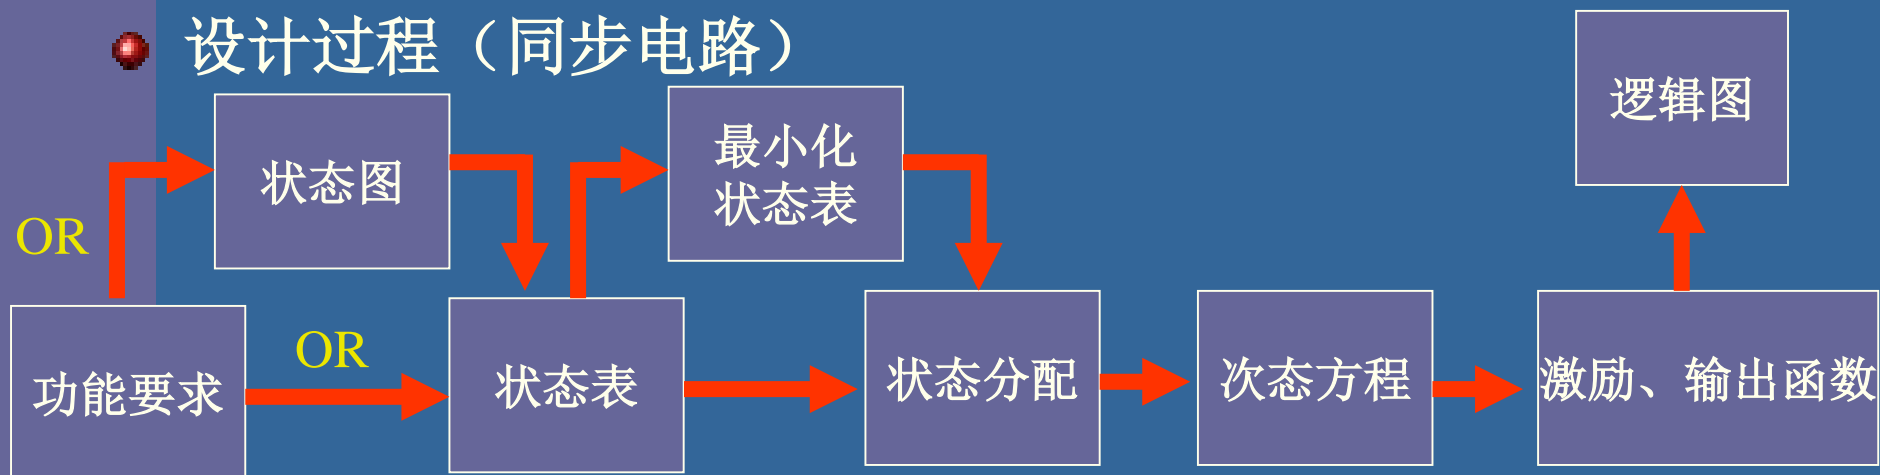 设计过程（同步电路）
逻辑图
最小化
状态表
状态图
OR
OR
功能要求
状态表
状态分配
次态方程
激励、输出函数